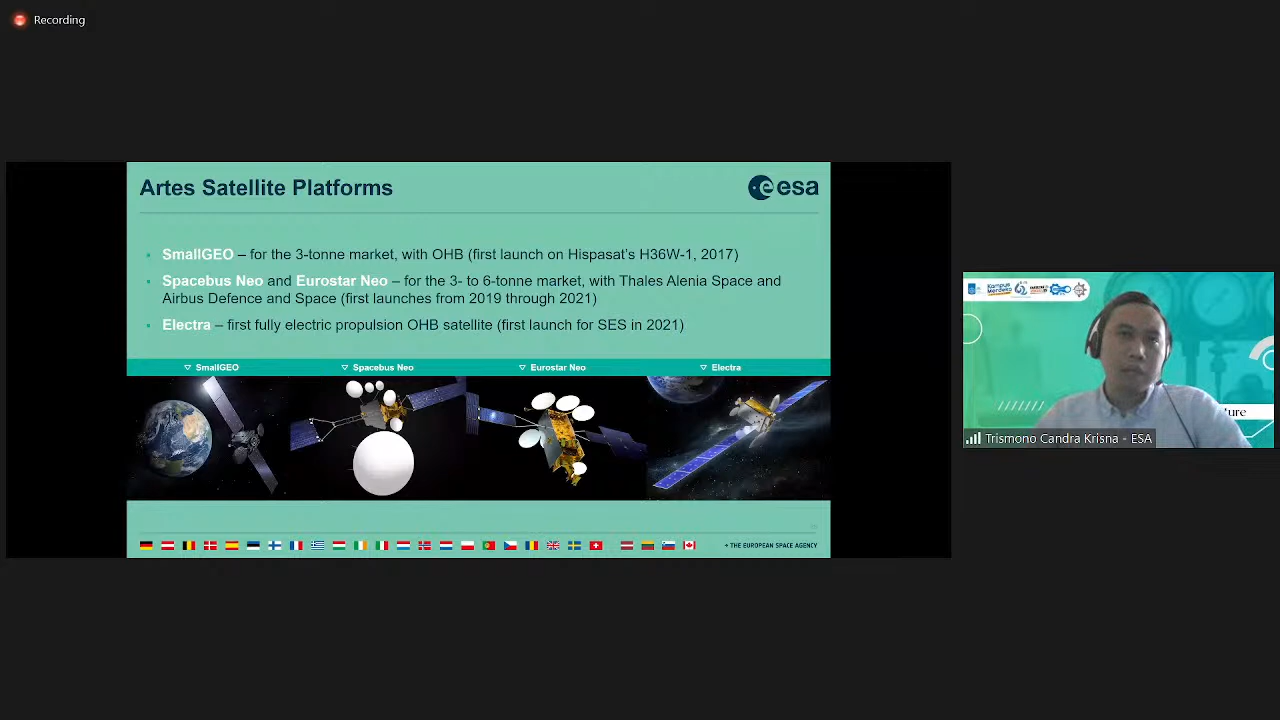 Recording
Artes Satellite Platforms
esa
SmallGEO – for the 3-tonne market, with OHB (first launch on Hispasat's H36W-1, 2017)
Spacebus Neo and Eurostar Neo – for the 3- to 6-tonne market, with Thales Alenia Space and
Airbus Defence and Space (first launches from 2019 through 2021)
Electra – first fully electric propulsion OHB satellite (first launch for SES in 2021)
SmallGEO
Spacebus Neo
Eurostar Neo
Electra
THE EUROPEAN SPACE AGENCY
Kampus
Merdeka
ture
Trismono Candra Krisna - ESA